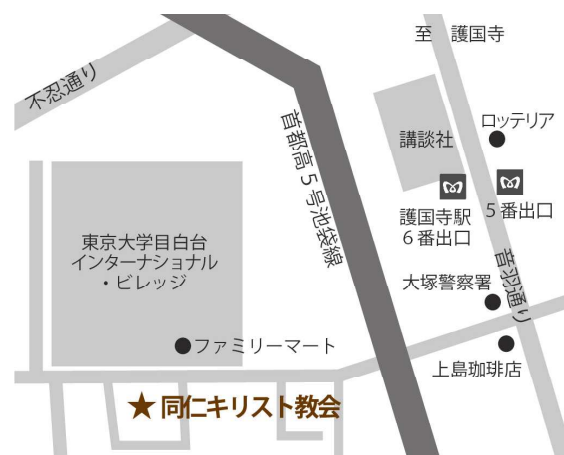 至　護国寺
不忍通り
ロッテリア
首都高５号池袋線
講談社
５番出口
護国寺駅
６番出口
東京大学目白台
インターナショナル
・ビレッジ
音羽通り
大塚警察署
ファミリーマート
上島珈琲店
★同仁キリスト教会